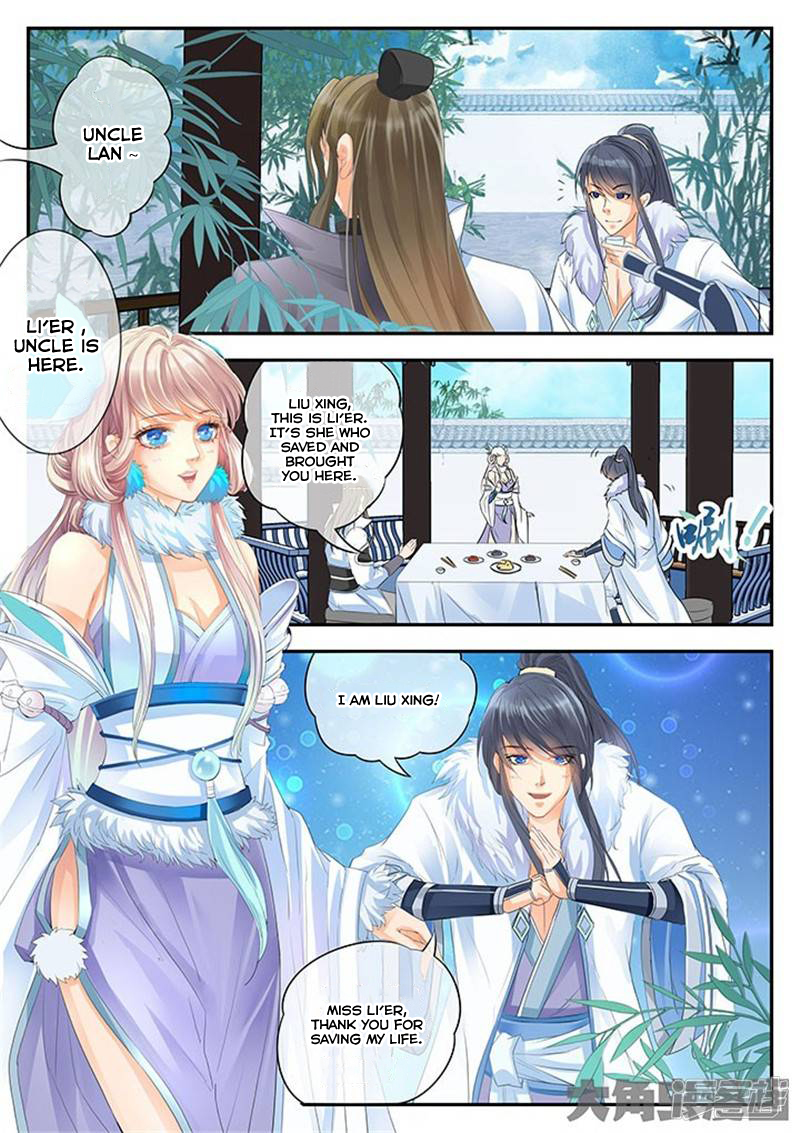 UNCLE
LAN ~
LI'ER ,
UNCLE IS
HERE.
LIU XING,
THIS IS LI'ER.
IT'S SHE WHO
SAVED AND
BROUGHT
YOU HERE.
唰!
I AM LIU XING!
MISS LI'ER,
THANK YOU FOR
SAVING MY LIFE.